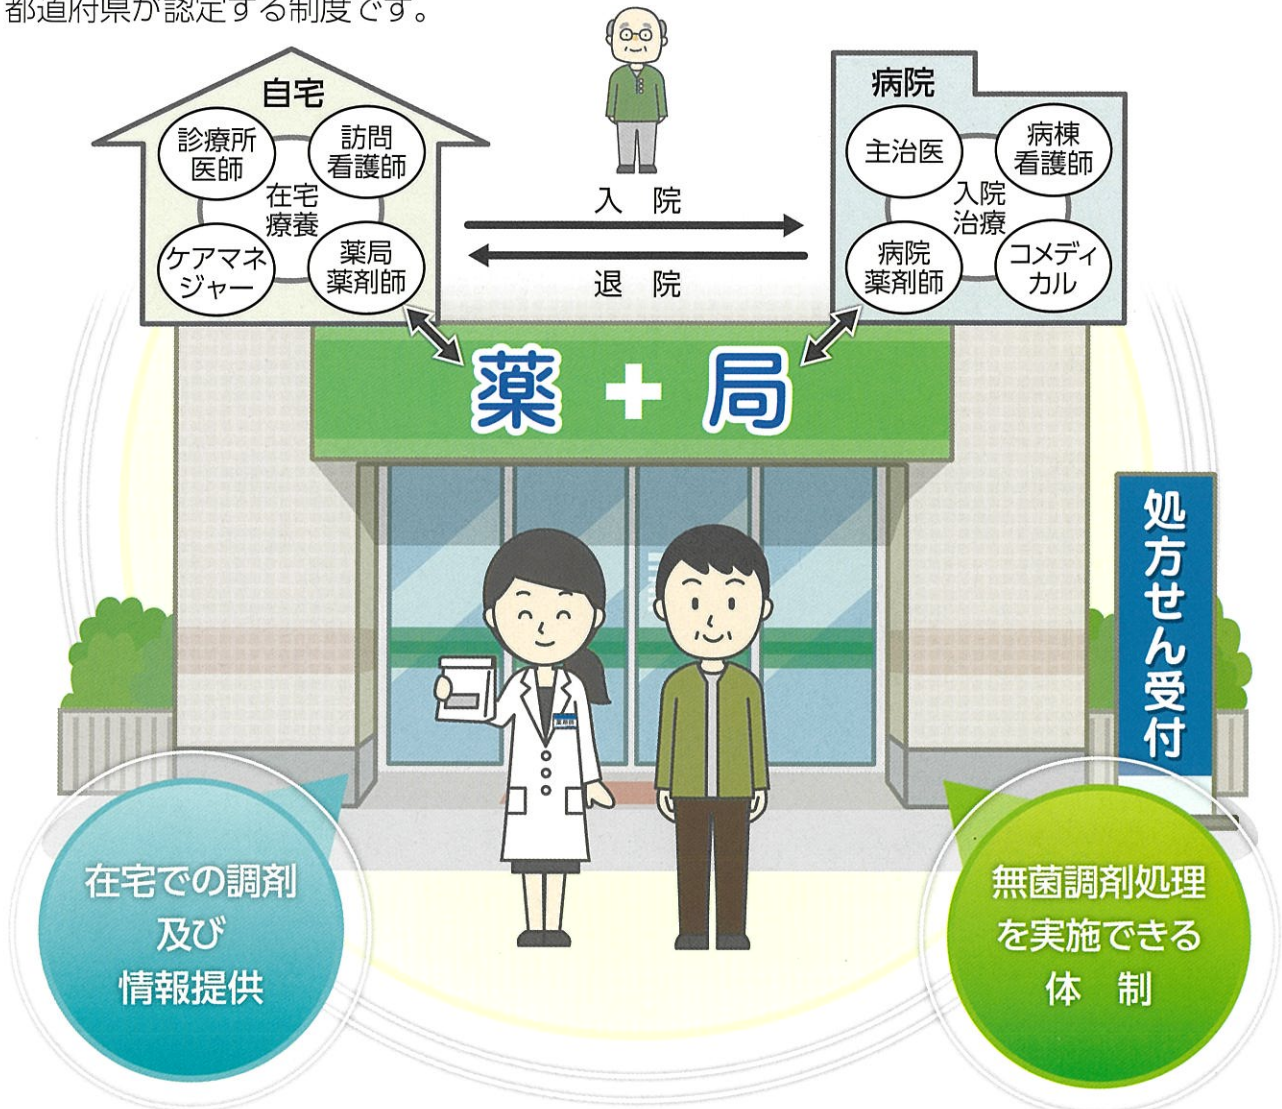 都道府県が認定する制度です。
自宅
診療所
医師
訪問
看護師
在宅
療養
ケアマネ
ジャー
薬局
薬剤師
入 院
退 院
病院
主治医
病棟
看護師
入院
治療
病院
薬剤師
コメディ
カル
薬 + 局
処方せん受付
薬剤師
在宅での調剤
及び
情報提供
無菌調剤処理
を実施できる
体 制